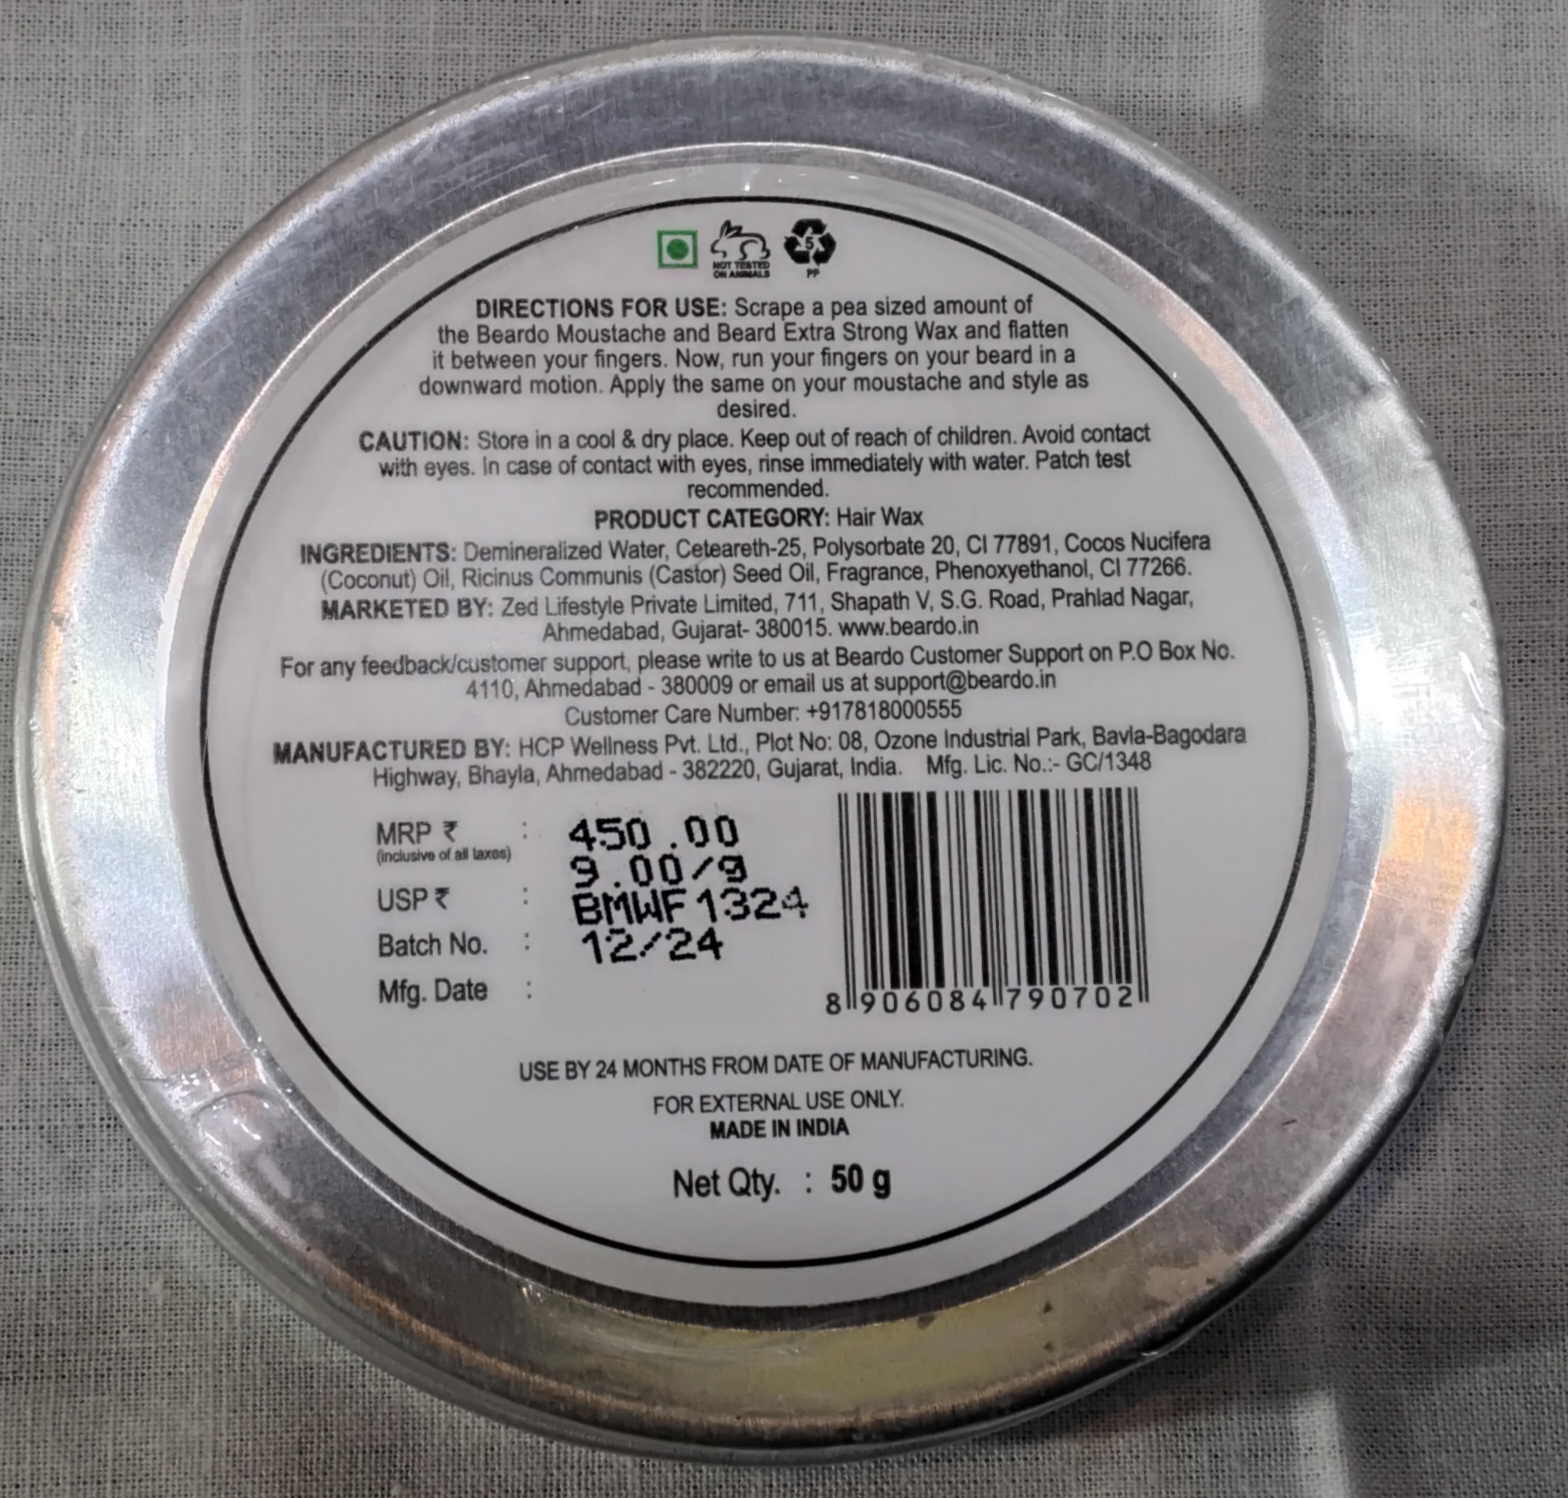 NOT TESTED
ON ANIMALS
5
PP
DIRECTIONS FOR USE: Scrape a pea sized amount of
the Beardo Moustache and Beard Extra Strong Wax and flatten
it between your fingers. Now, run your fingers on your beard in a
downward motion. Apply the same on your moustache and style as
desired.
CAUTION: Store in a cool & dry place. Keep out of reach of children. Avoid contact
with eyes. In case of contact with eyes, rinse immediately with water. Patch test
recommended.
PRODUCT CATEGORY: Hair Wax
INGREDIENTS: Demineralized Water, Ceteareth-25, Polysorbate 20, CI 77891, Cocos Nucifera
(Coconut) Oil, Ricinus Communis (Castor) Seed Oil, Fragrance, Phenoxyethanol, CI 77266.
MARKETED BY: Zed Lifestyle Private Limited, 711, Shapath V, S.G. Road, Prahlad Nagar,
Ahmedabad, Gujarat- 380015. www.beardo.in
For any feedback/customer support, please write to us at Beardo Customer Support on P.O Box No.
4110, Ahmedabad - 380009 or email us at support@beardo.in
Customer Care Number: +917818000555
MANUFACTURED BY: HCP Wellness Pvt. Ltd., Plot No: 08, Ozone Industrial Park, Bavla-Bagodara
Highway, Bhayla, Ahmedabad - 382220, Gujarat, India. Mfg. Lic. No.:- GC/1348
MRP ₹ : 450.00
(inclusive of all taxes)
USP ₹ : 9.00/g
Batch No. : BMWF1324
Mfg. Date : 12/24
8 906084 790702
USE BY 24 MONTHS FROM DATE OF MANUFACTURING.
FOR EXTERNAL USE ONLY.
MADE IN INDIA
Net Qty. : 50 g